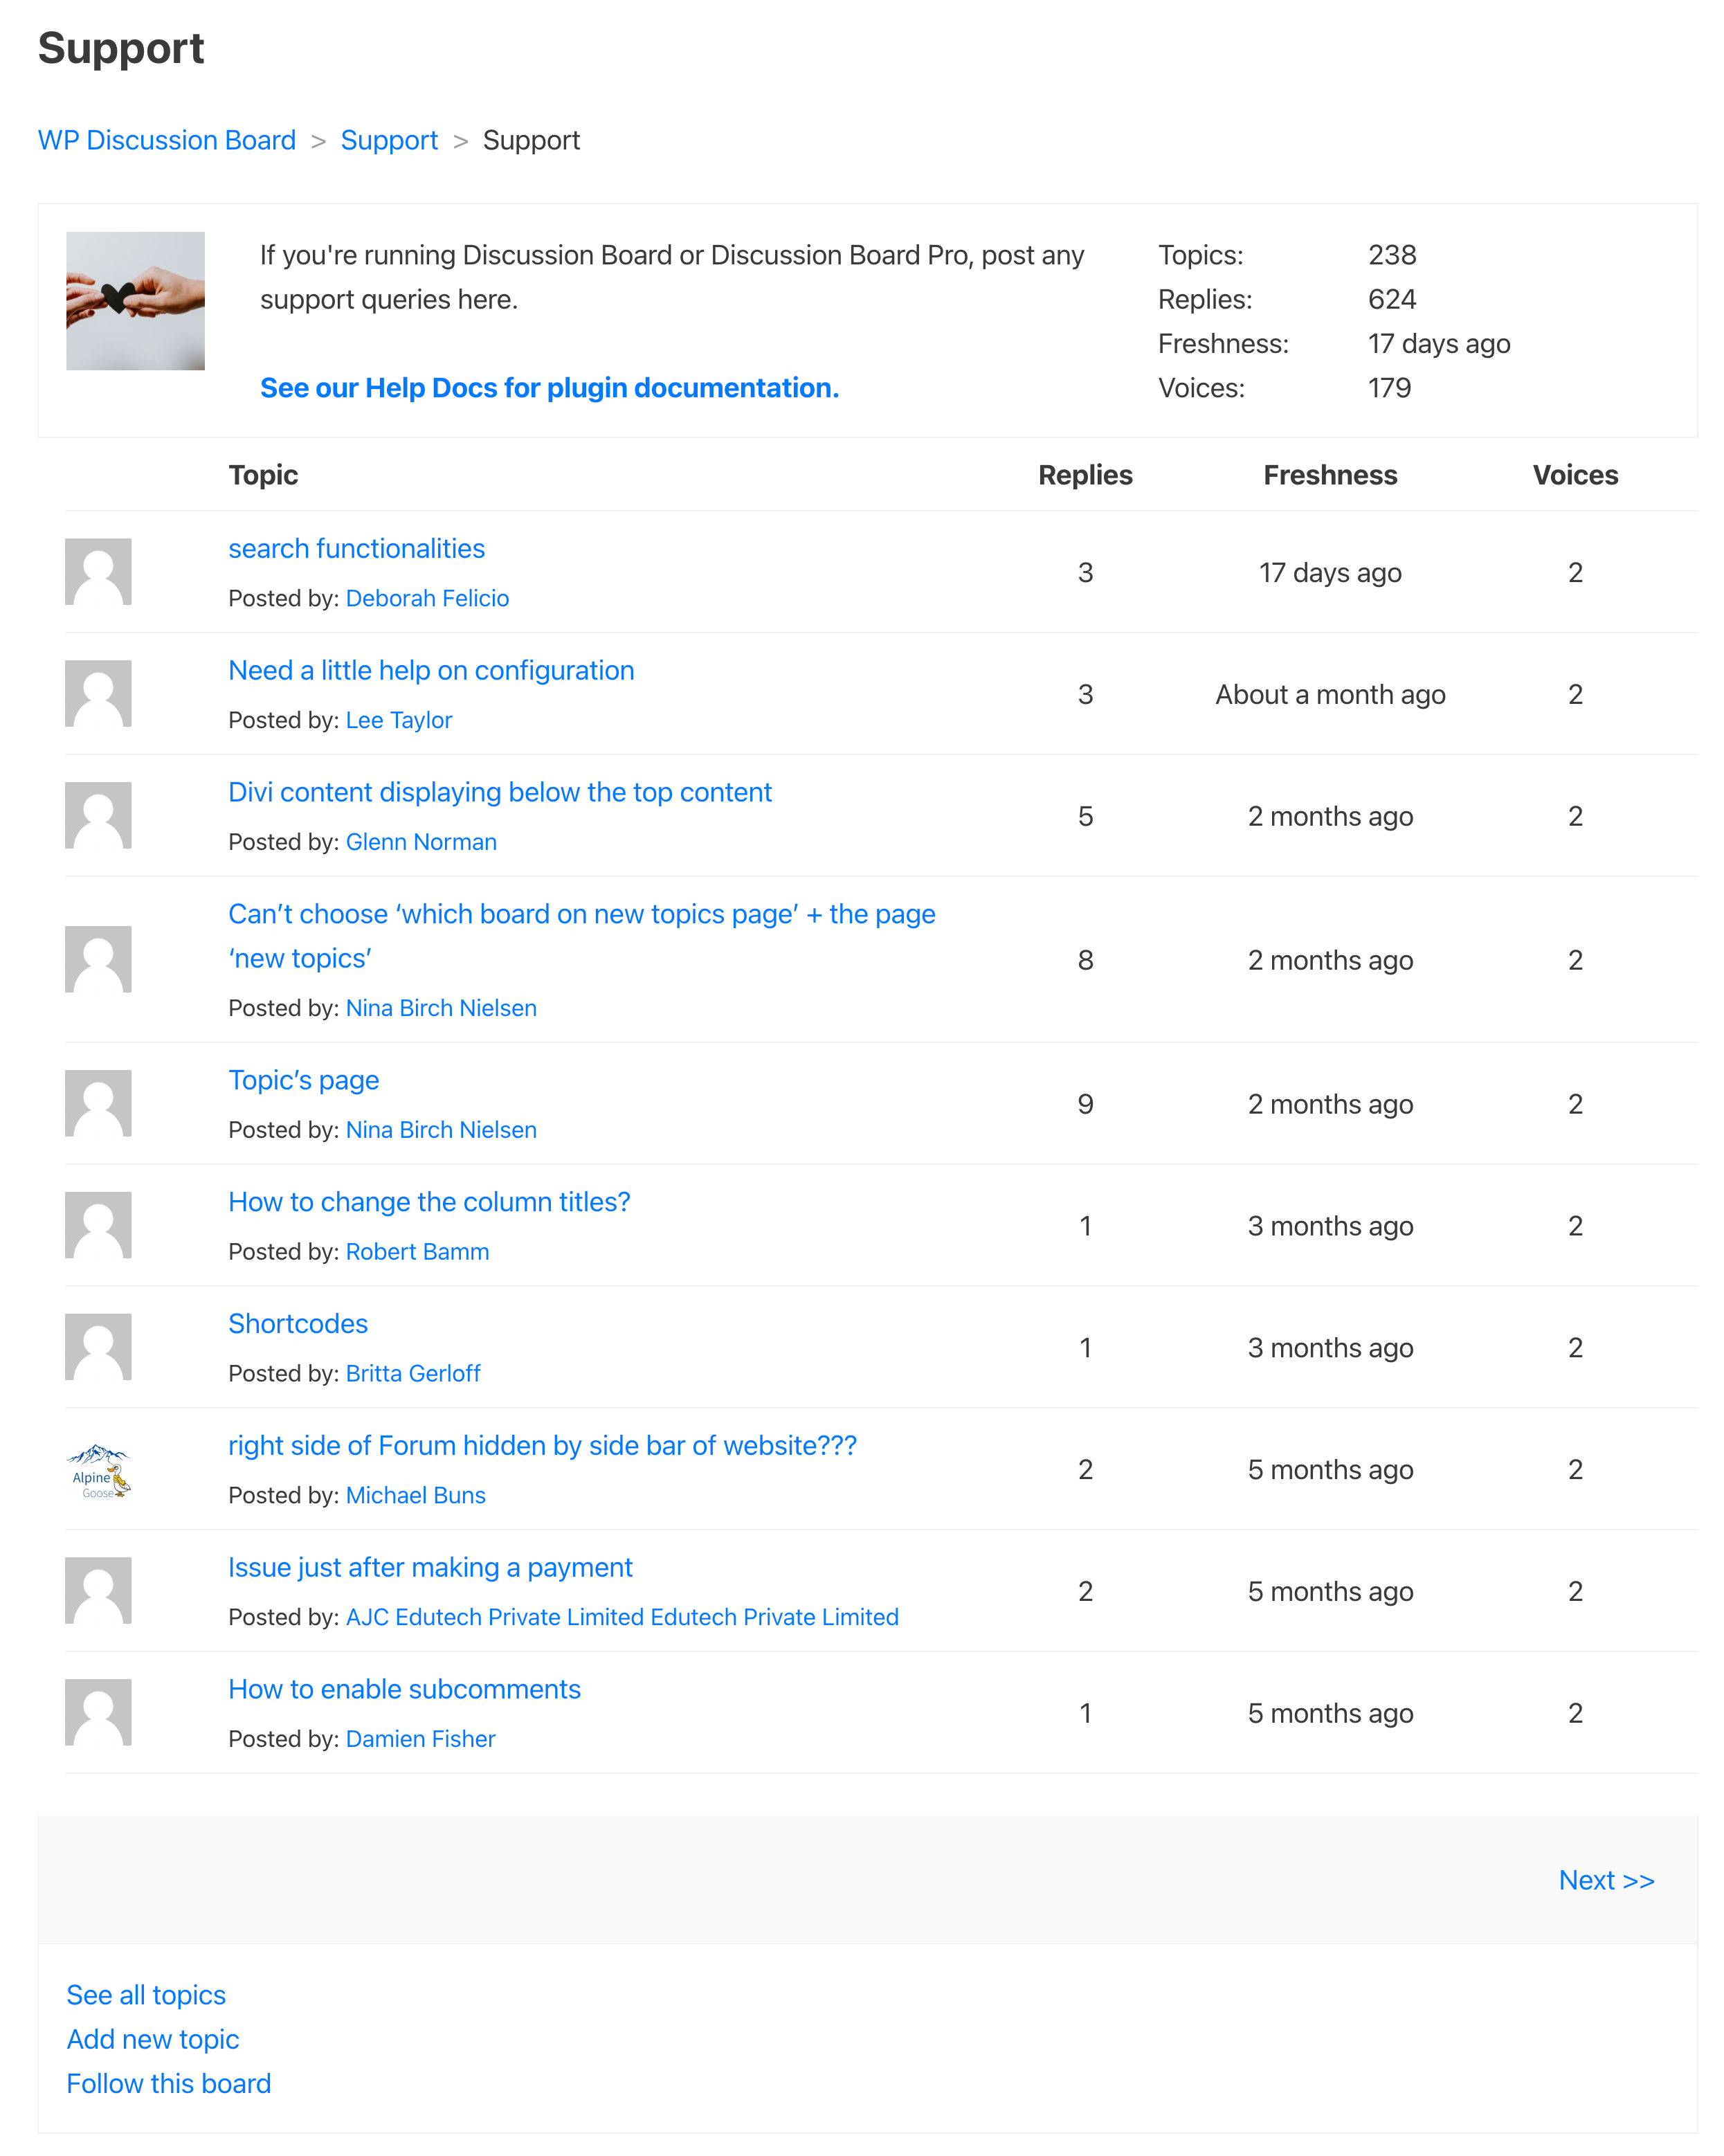 Support
WP Discussion Board > Support > Support
If you're running Discussion Board or Discussion Board Pro, post any
support queries here.
See our Help Docs for plugin documentation.
Topics: 238
Replies: 624
Freshness: 17 days ago
Voices: 179
Topic Replies Freshness Voices
search functionalities
Posted by: Deborah Felicio
3 17 days ago 2
Need a little help on configuration
Posted by: Lee Taylor
3 About a month ago 2
Divi content displaying below the top content
Posted by: Glenn Norman
5 2 months ago 2
Can’t choose ‘which board on new topics page’ + the page
‘new topics’
Posted by: Nina Birch Nielsen
8 2 months ago 2
Topic’s page
Posted by: Nina Birch Nielsen
9 2 months ago 2
How to change the column titles?
Posted by: Robert Bamm
1 3 months ago 2
Shortcodes
Posted by: Britta Gerloff
1 3 months ago 2
Alpine
Goose
right side of Forum hidden by side bar of website???
Posted by: Michael Buns
2 5 months ago 2
Issue just after making a payment
Posted by: AJC Edutech Private Limited Edutech Private Limited
2 5 months ago 2
How to enable subcomments
Posted by: Damien Fisher
1 5 months ago 2
Next >>
See all topics
Add new topic
Follow this board